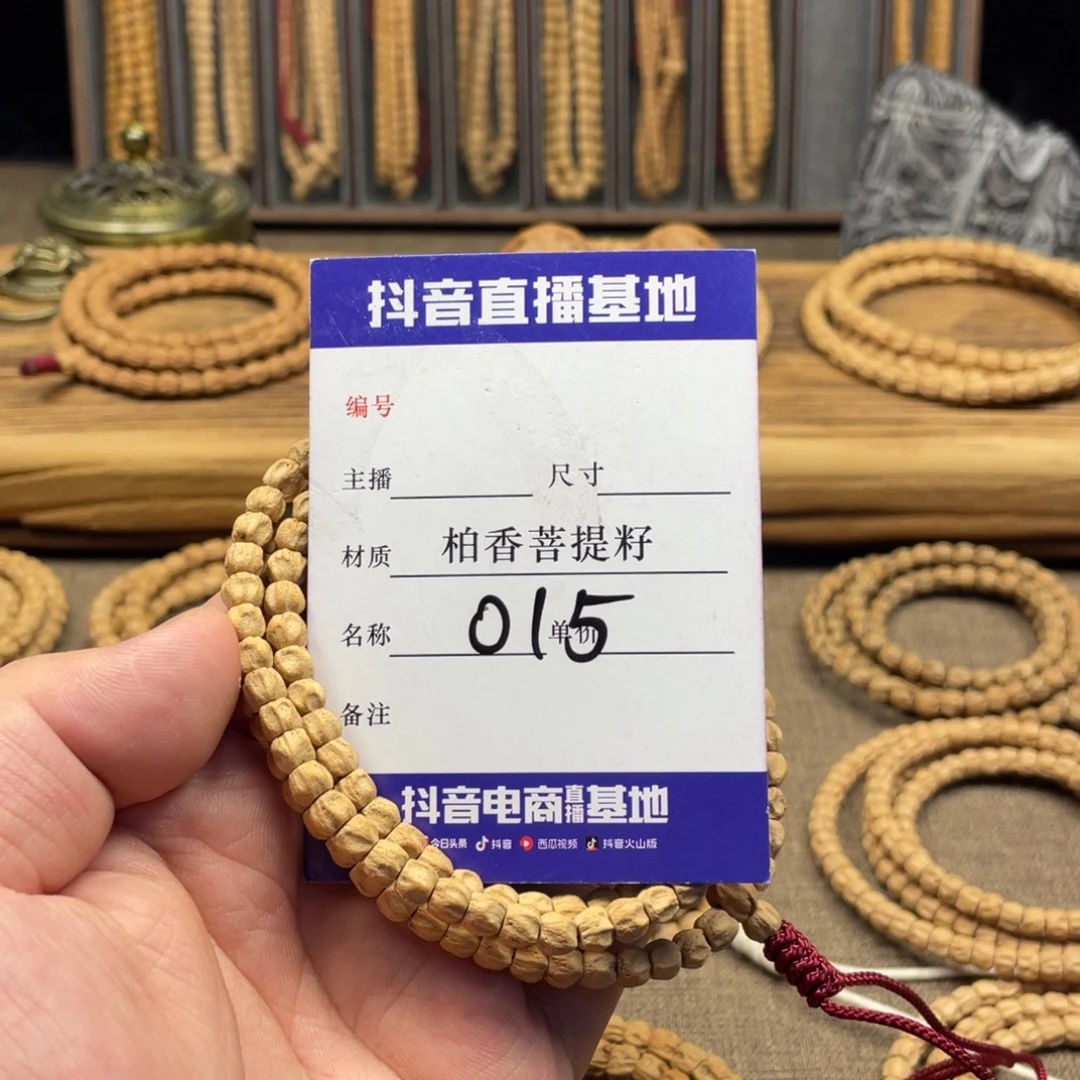 抖音直播基地
编号
主播 尺寸
材质 柏香菩提籽
名称 015 单价
备注
抖音电商直播基地
今日头条 抖音 西瓜视频 抖音火山版